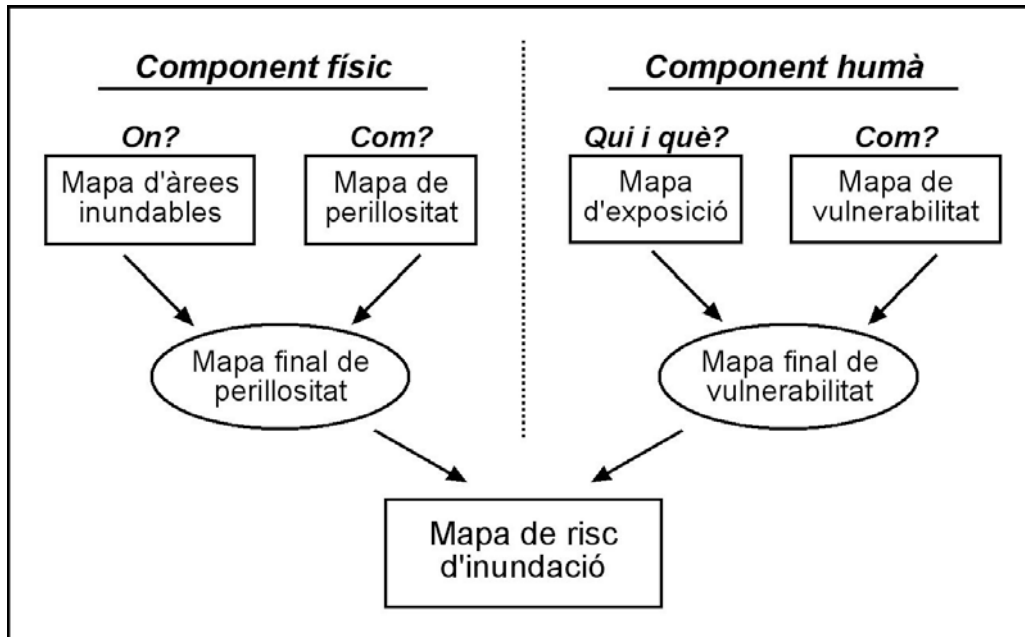 Component físic
Component humà
On?
Com?
Qui i què?
Com?
Mapa d'àrees
inundables
Mapa de
perillositat
Mapa
d'exposició
Mapa de
vulnerabilitat
Mapa final de
perillositat
Mapa final de
vulnerabilitat
Mapa de risc
d'inundació